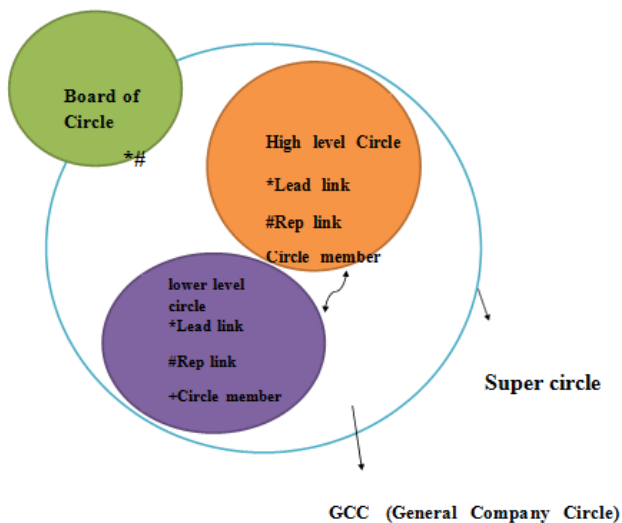 Board of
Circle
*#
High level Circle
*Lead link
#Rep link
Circle member
lower level
circle
*Lead link
#Rep link
+Circle member
Super circle
GCC (General Company Circle)